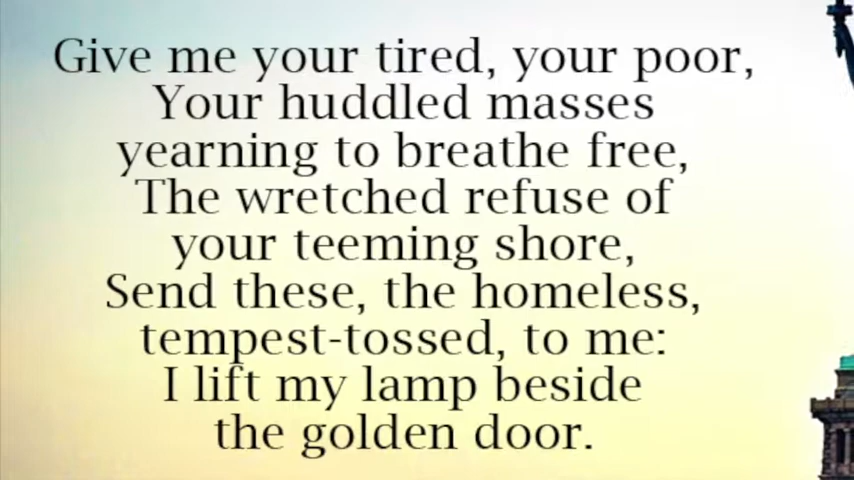 Give me your tired, your poor,
Your huddled masses
yearning to breathe free,
The wretched refuse of
your teeming shore,
Send these, the homeless,
tempest-tossed, to me:
I lift my lamp beside
the golden door.